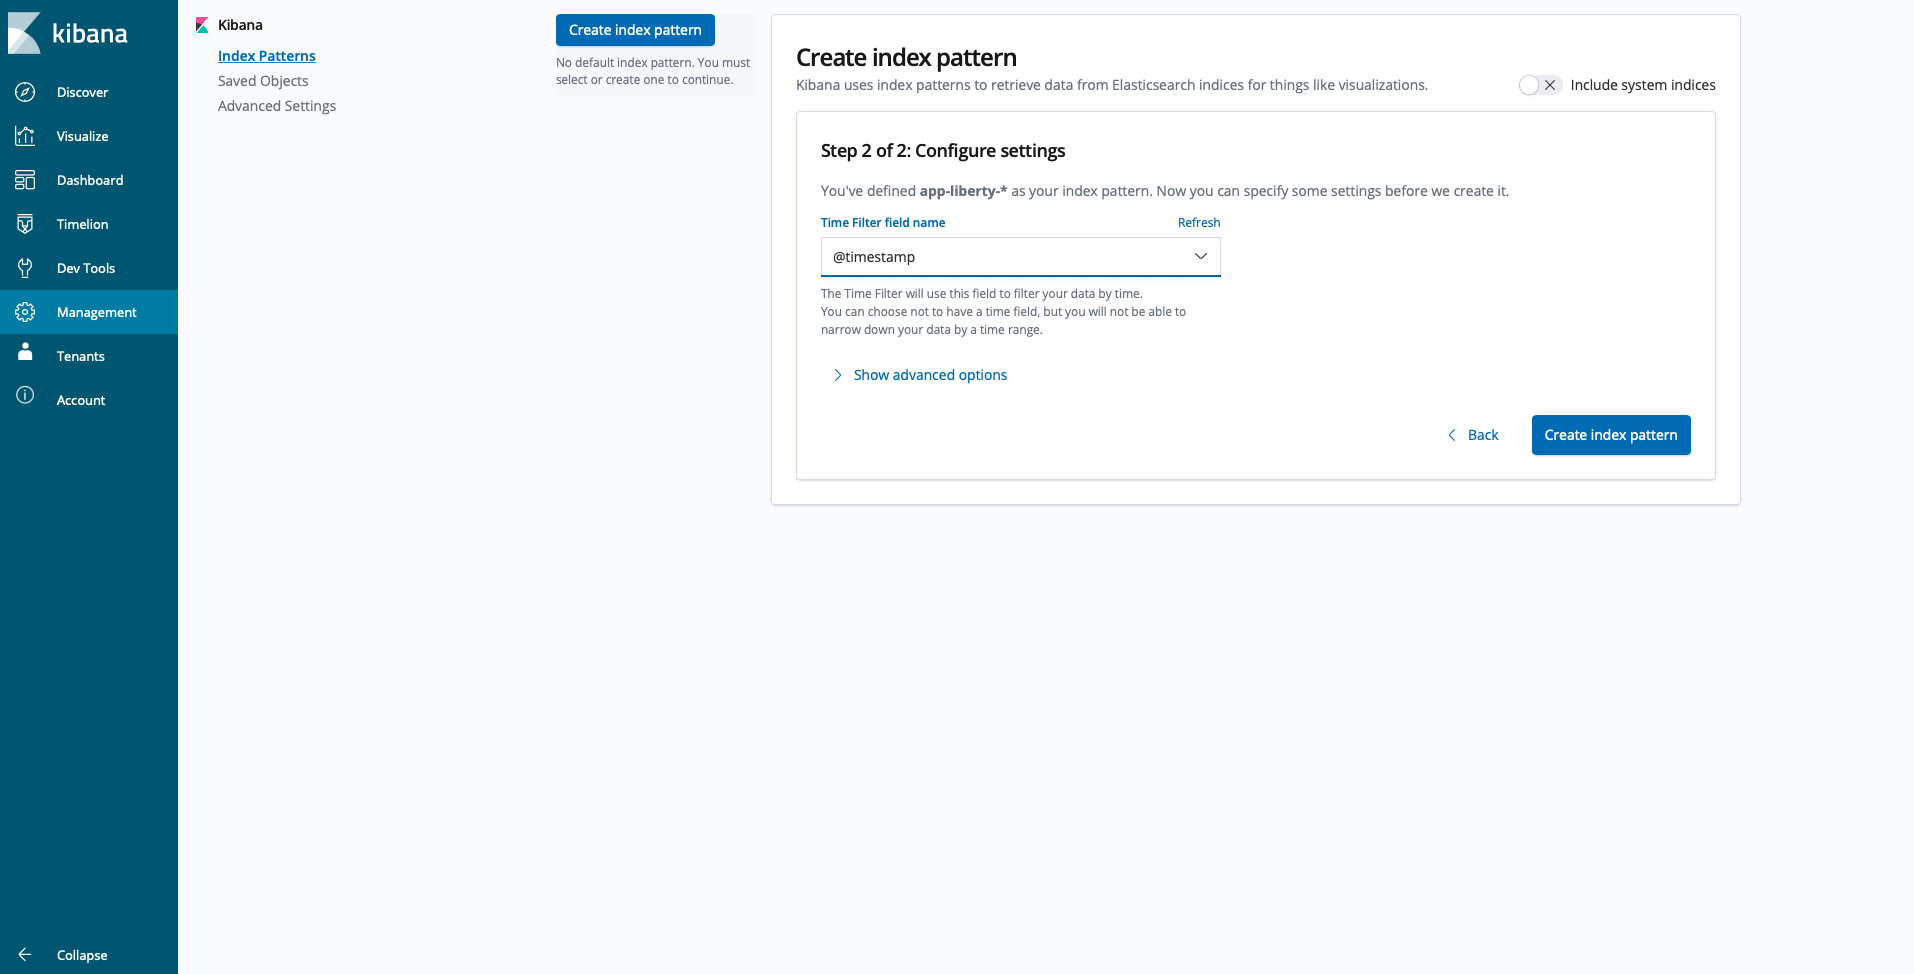 kibana
Discover
Visualize
Dashboard
Timelion
Dev Tools
Management
Tenants
Account
Collapse
Kibana
Index Patterns
Saved Objects
Advanced Settings
Create index pattern
No default index pattern. You must
select or create one to continue.
Create index pattern
Kibana uses index patterns to retrieve data from Elasticsearch indices for things like visualizations.
Include system indices
Step 2 of 2: Configure settings
You've defined app-liberty-* as your index pattern. Now you can specify some settings before we create it.
Time Filter field name Refresh
@timestamp
The Time Filter will use this field to filter your data by time.
You can choose not to have a time field, but you will not be able to
narrow down your data by a time range.
Show advanced options
Back Create index pattern